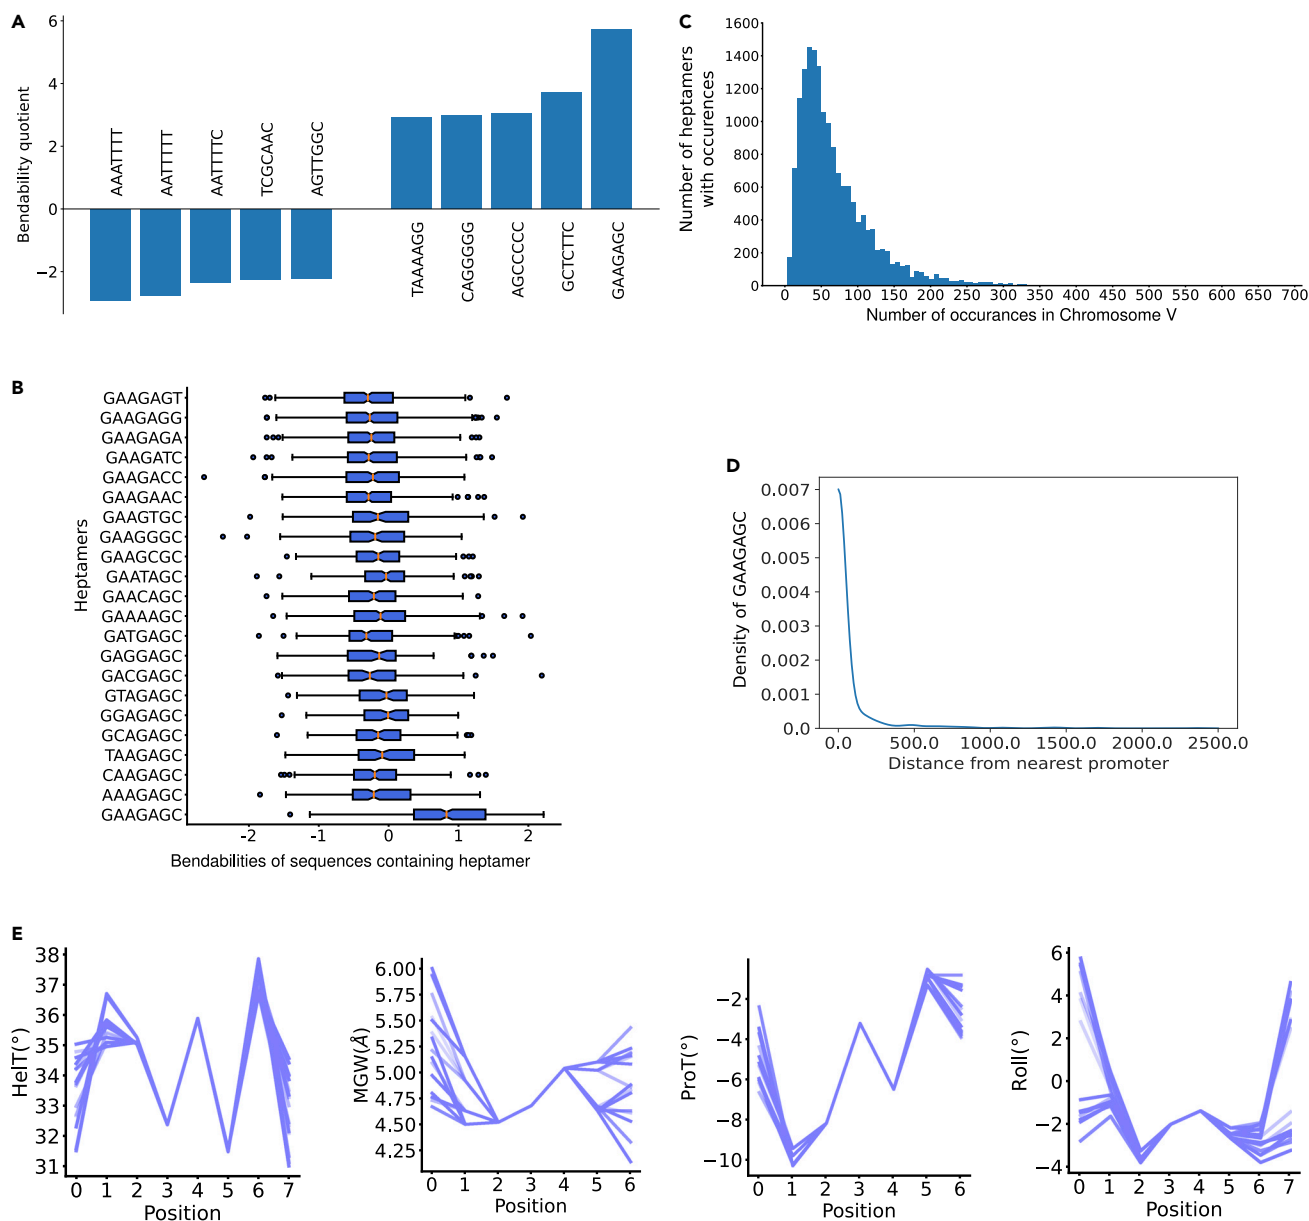 A
Bendability quotient
6
4
2
0
−2
AAATTTT
AATTTTT
AATTTTC
TCGCAAC
AGTTGGC
TAAAAGG
CAGGGGG
AGCCCCC
GCTCTTC
GAAGAGC
C
Number of heptamers
with occurences
1600
1400
1200
1000
800
600
400
200
0
0 50 100 150 200 250 300 350 400 450 500 550 600 650 700
Number of occurances in Chromosome V
B
Heptamers
GAAGAGT
GAAGAGG
GAAGAGA
GAAGATC
GAAGACC
GAAGAAC
GAAGTGC
GAAGGGC
GAAGCGC
GAATAGC
GAACAGC
GAAAAGC
GATGAGC
GAGGAGC
GACGAGC
GTAGAGC
GGAGAGC
GCAGAGC
TAAGAGC
CAAGAGC
AAAGAGC
GAAGAGC
-2 -1 0 1 2
Bendabilities of sequences containing heptamer
D
Density of GAAGAGC
0.007
0.006
0.005
0.004
0.003
0.002
0.001
0.0
0.0 500.0 1000.0 1500.0 2000.0 2500.0
Distance from nearest promoter
E
HelT(°)
38
37
36
35
34
33
32
31
0 1 2 3 4 5 6 7
Position
MGW(Å)
6.00
5.75
5.50
5.25
5.00
4.75
4.50
4.25
0 1 2 3 4 5 6
Position
ProT(°)
−2
−4
−6
−8
−10
0 1 2 3 4 5 6
Position
Roll(°)
6
4
2
0
−2
−4
0 1 2 3 4 5 6 7
Position